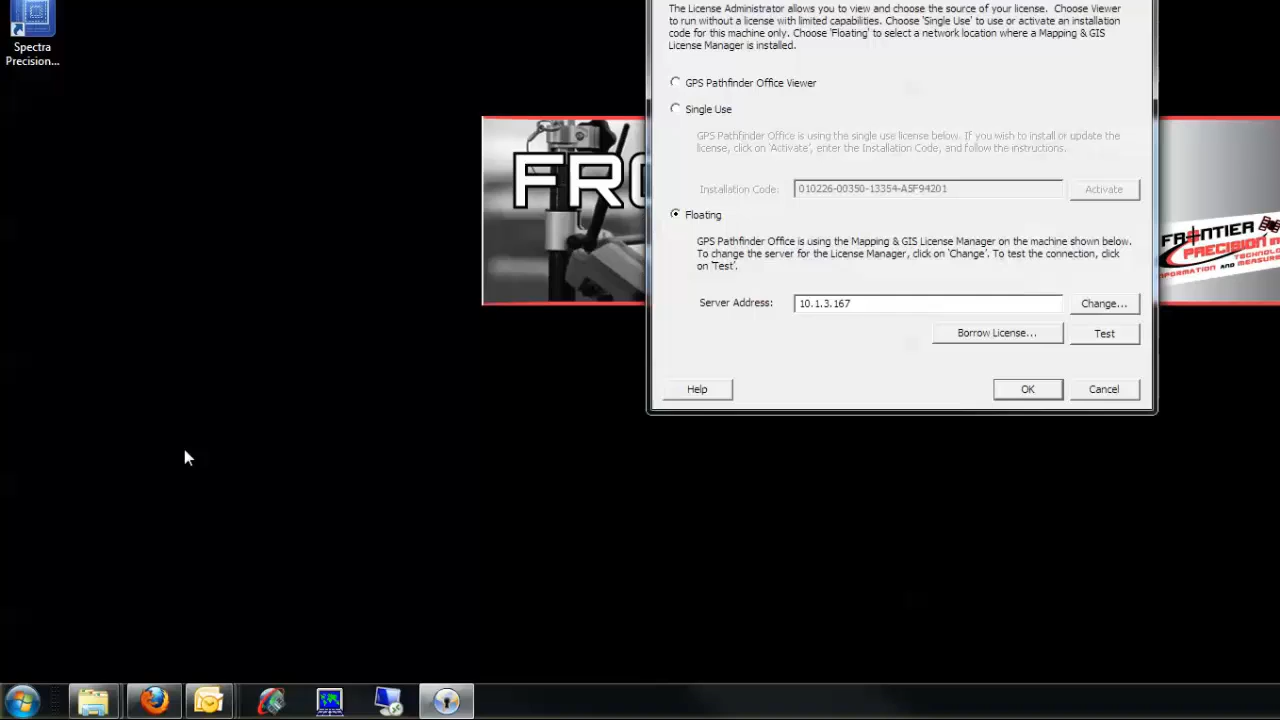 Spectra
Precision...
The License Administrator allows you to view and choose the source of your license. Choose Viewer
to run without a license with limited capabilities. Choose 'Single Use' to use or activate an installation
code for this machine only. Choose 'Floating' to select a network location where a Mapping & GIS
License Manager is installed.
GPS Pathfinder Office Viewer
Single Use
GPS Pathfinder Office is using the single use license below. If you wish to install or update the
license, click on 'Activate', enter the Installation Code, and follow the instructions.
Installation Code:
010226-00350-13354-A5F94201
Activate
Floating
GPS Pathfinder Office is using the Mapping & GIS License Manager on the machine shown below.
To change the server for the License Manager, click on 'Change'. To test the connection, click
on 'Test'.
Server Address:
10.1.3.167
Change...
Borrow License...
Test
Help
OK
Cancel
FR
FRONTIER
PRECISION